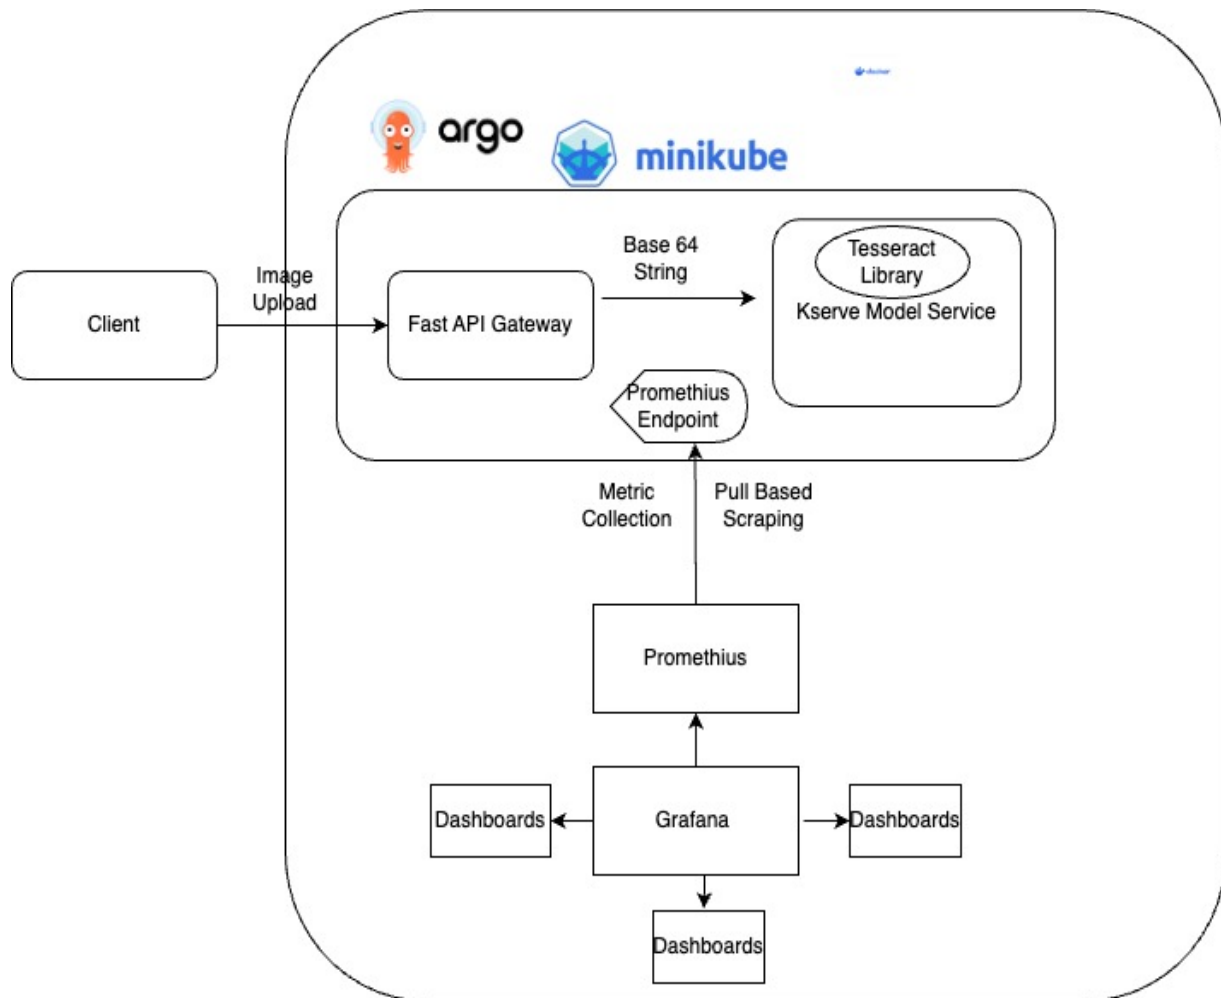 argo
minikube
Client
Image
Upload
Fast API Gateway
Base 64
String
Tesseract
Library
Kserve Model Service
Promethius
Endpoint
Metric
Collection
Pull Based
Scraping
Promethius
Dashboards
Grafana
Dashboards
Dashboards